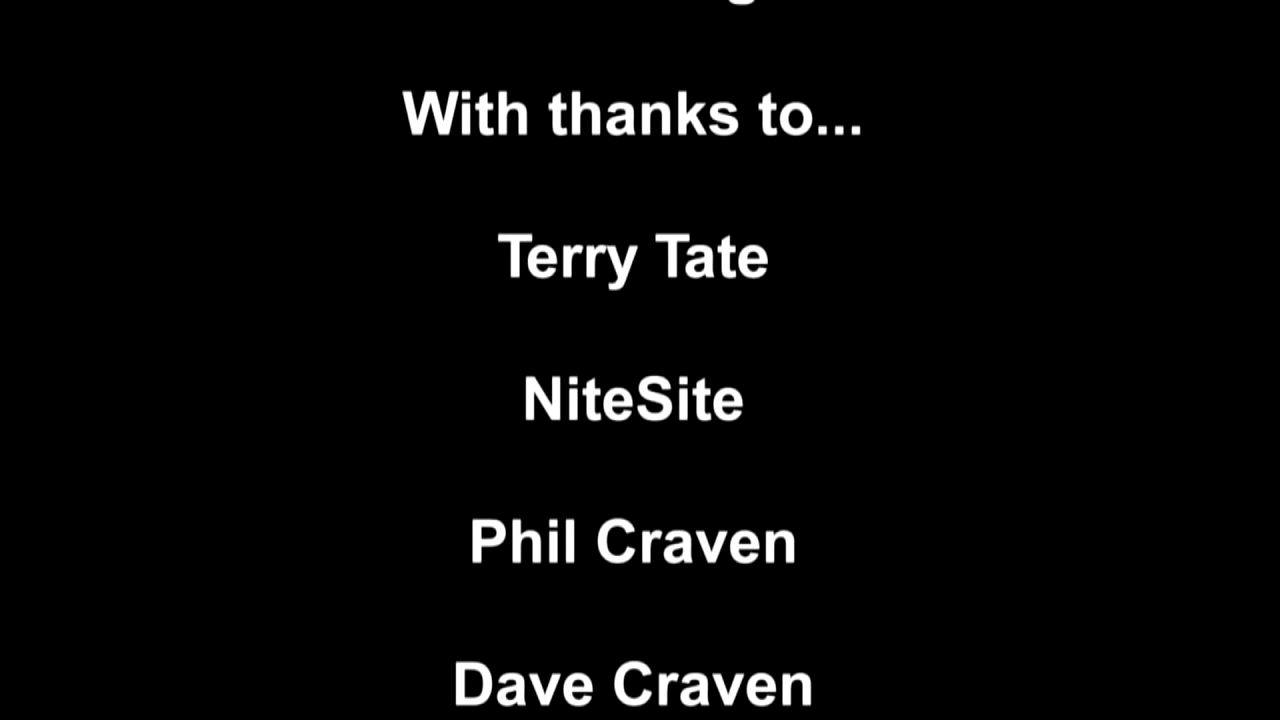 With thanks to...
Terry Tate
NiteSite
Phil Craven
Dave Craven